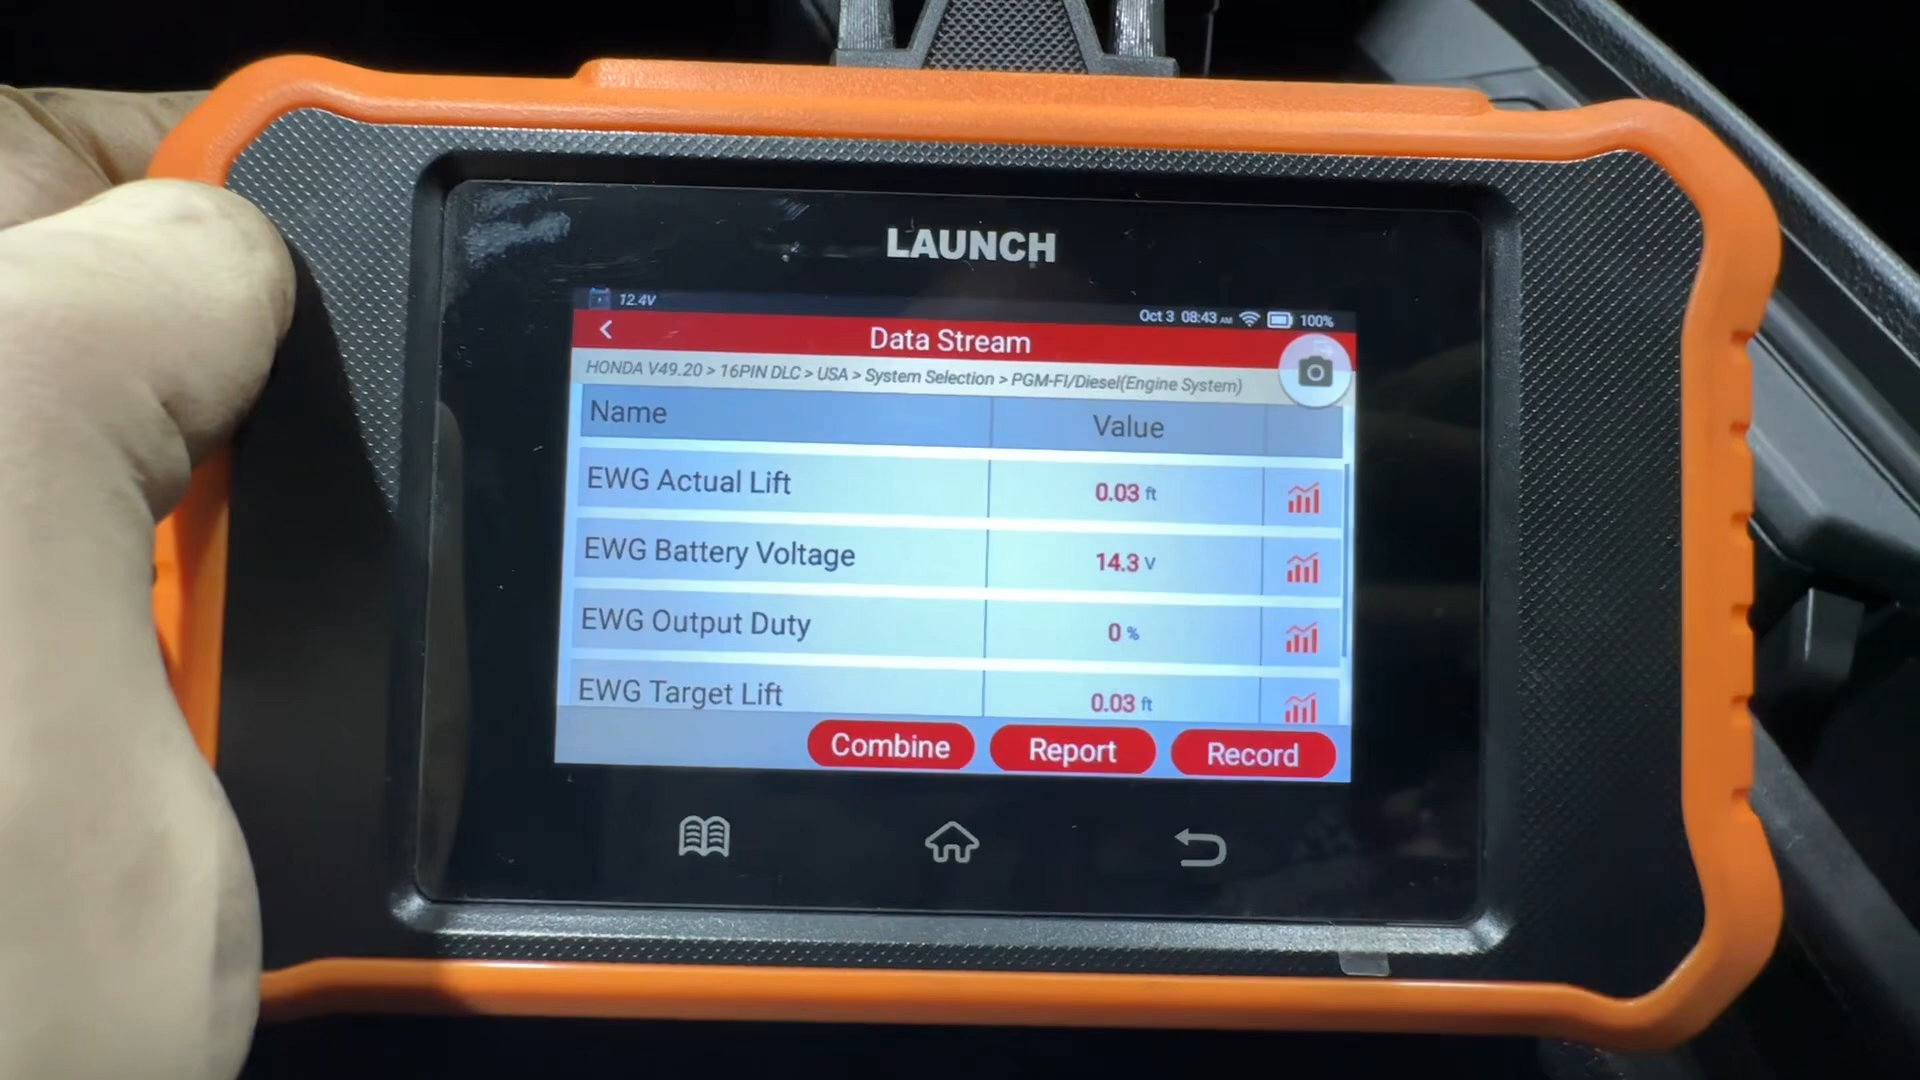 LAUNCH
12.4V
Oct 3 08:43 AM 100%
Data Stream
HONDA V49.20 > 16PIN DLC > USA > System Selection > PGM-FI/Diesel(Engine System)
Name Value
EWG Actual Lift 0.03 ft
EWG Battery Voltage 14.3 V
EWG Output Duty 0 %
EWG Target Lift 0.03 ft
Combine Report Record